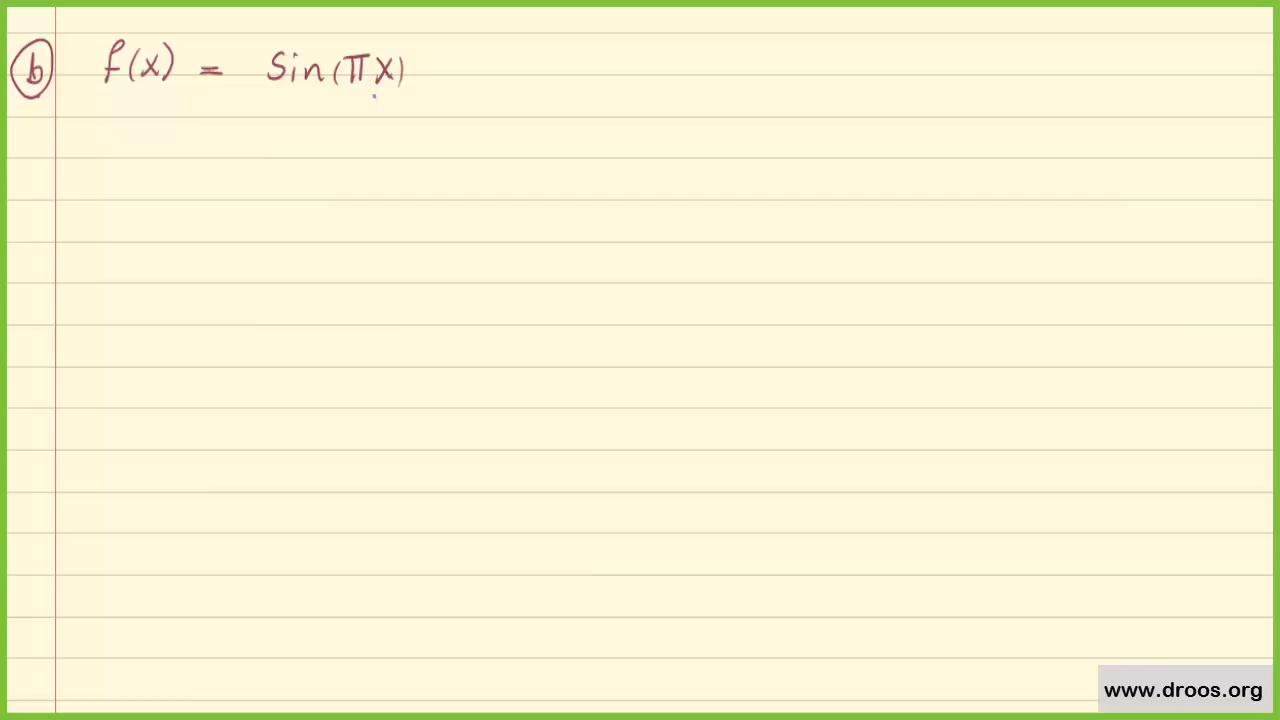 ⓑ f(x) = Sin(πx)
www.droos.org